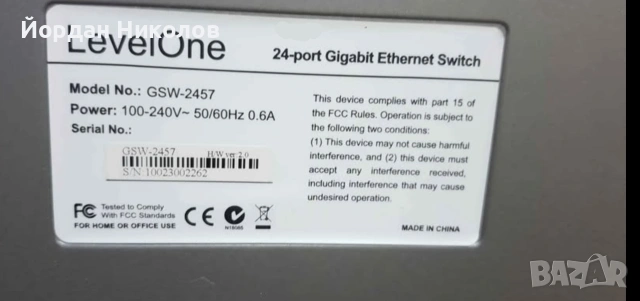 Йордан Николов
LevelOne
24-port Gigabit Ethernet Switch
Model No.: GSW-2457
Power: 100-240V~ 50/60Hz 0.6A
Serial No.:
GSW-2457 H/W ver:2.0
S/N:10023002262
This device complies with part 15 of
the FCC Rules. Operation is subject to
the following two conditions:
(1) This device may not cause harmful
interference, and (2) this device must
accept any interference received,
including interference that may cause
undesired operation.
FC Tested to Comply
With FCC Standards
FOR HOME OR OFFICE USE
CE
N18085
MADE IN CHINA
BAZAR